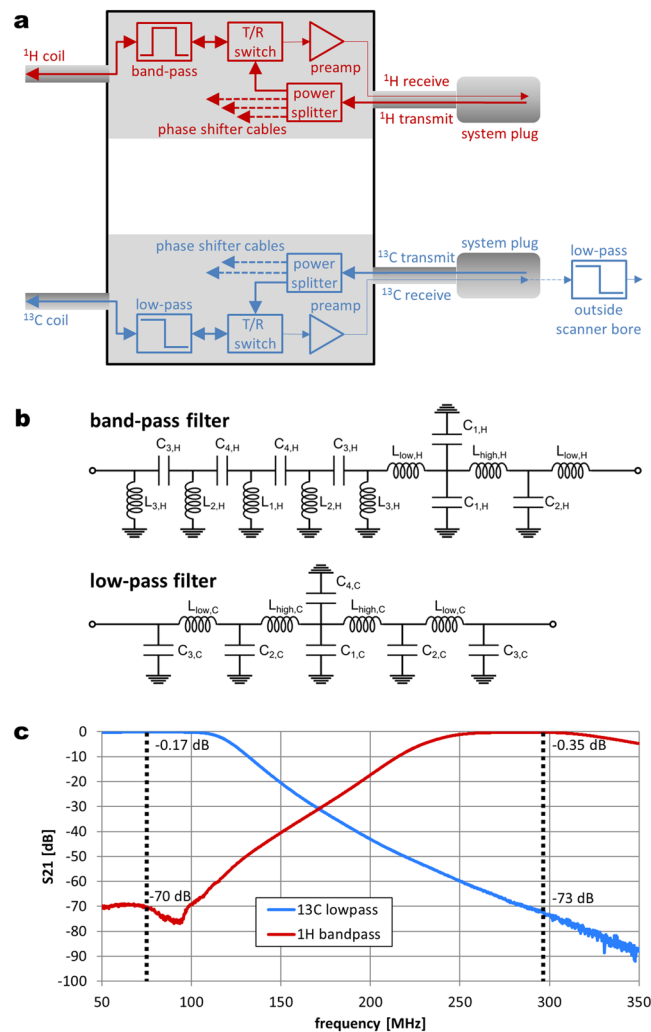 a
¹H coil
band-pass
T/R
switch
preamp
power
splitter
phase shifter cables
¹H receive
¹H transmit
system plug
phase shifter cables
power
splitter
¹³C transmit
¹³C receive
system plug
low-pass
outside
scanner bore
¹³C coil
low-pass
T/R
switch
preamp
b
band-pass filter
C3,H C4,H C4,H C3,H C1,H
Llow,H Lhigh,H Llow,H
L3,H L2,H L1,H L2,H L3,H C1,H C2,H
low-pass filter
C4,C
Llow,C Lhigh,C Lhigh,C Llow,C
C3,C C2,C C1,C C2,C C3,C
c
S21 [dB]
0
-10
-20
-30
-40
-50
-60
-70
-80
-90
-100
-0.17 dB
-0.35 dB
-70 dB
-73 dB
13C lowpass
1H bandpass
50 100 150 200 250 300 350
frequency [MHz]